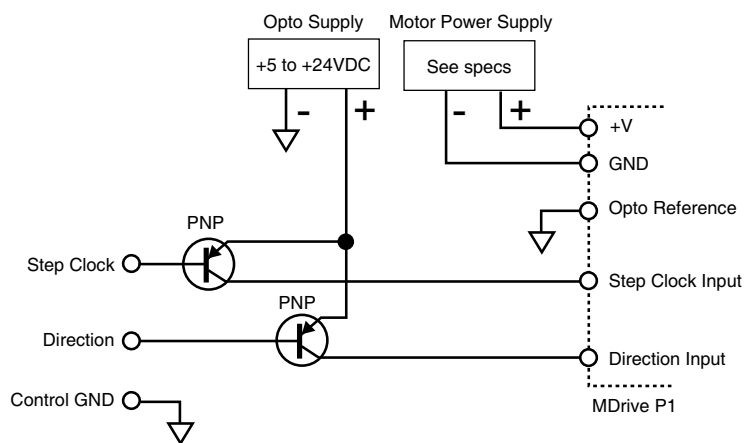 Opto Supply
Motor Power Supply
+5 to +24VDC
See specs
-
+
-
+
+V
GND
Opto Reference
PNP
Step Clock
Step Clock Input
PNP
Direction
Direction Input
Control GND
MDrive P1